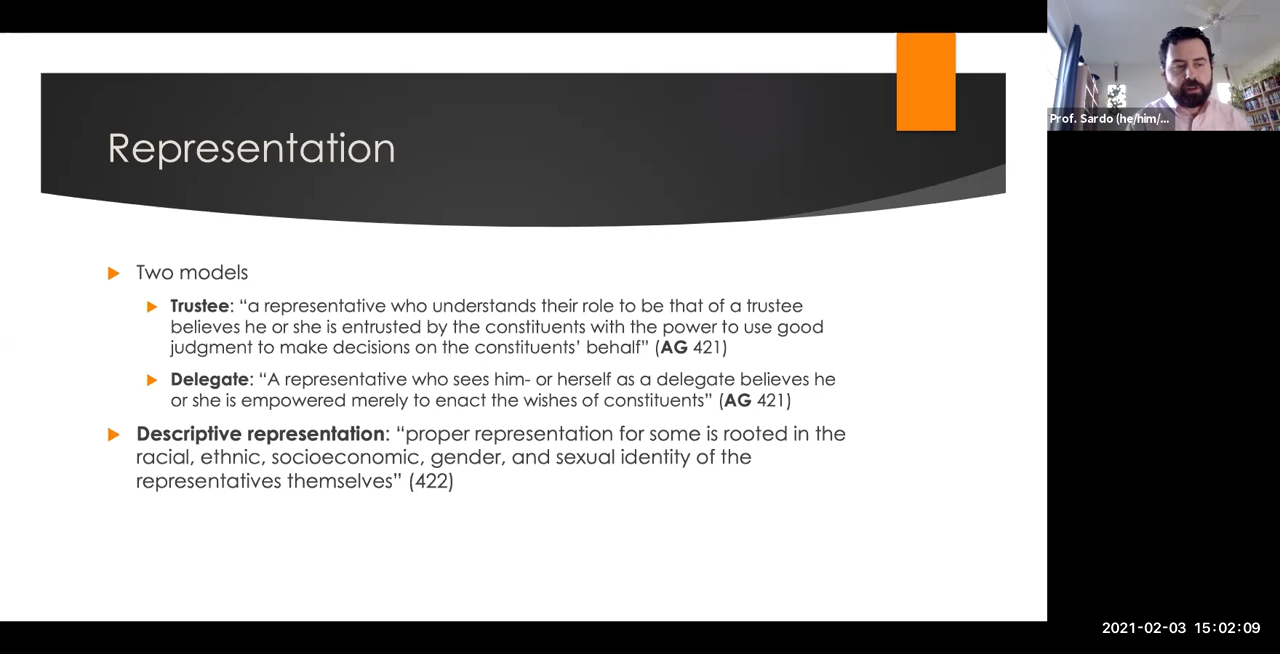 Representation
Two models
Trustee: “a representative who understands their role to be that of a trustee
believes he or she is entrusted by the constituents with the power to use good
judgment to make decisions on the constituents’ behalf” (AG 421)
Delegate: “A representative who sees him- or herself as a delegate believes he
or she is empowered merely to enact the wishes of constituents” (AG 421)
Descriptive representation: “proper representation for some is rooted in the
racial, ethnic, socioeconomic, gender, and sexual identity of the
representatives themselves” (422)
Prof. Sardo (he/him/...
2021-02-03 15:02:09